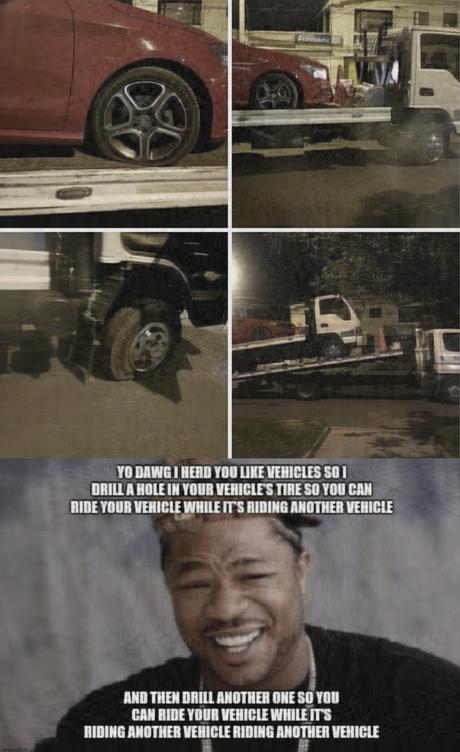 YO DAWG I HERD YOU LIKE VEHICLES SO I
DRILL A HOLE IN YOUR VEHICLE'S TIRE SO YOU CAN
RIDE YOUR VEHICLE WHILE IT'S RIDING ANOTHER VEHICLE
AND THEN DRILL ANOTHER ONE SO YOU
CAN RIDE YOUR VEHICLE WHILE IT'S
RIDING ANOTHER VEHICLE RIDING ANOTHER VEHICLE